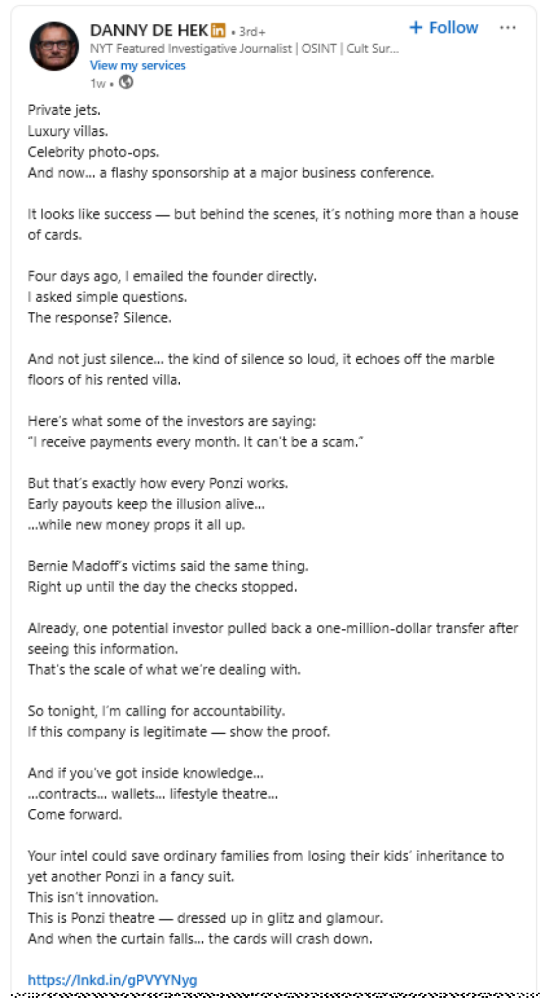 DANNY DE HEK in • 3rd+
+ Follow ...
NYT Featured Investigative Journalist | OSINT | Cult Sur...
View my services
1w •
Private jets.
Luxury villas.
Celebrity photo-ops.
And now... a flashy sponsorship at a major business conference.
It looks like success — but behind the scenes, it's nothing more than a house
of cards.
Four days ago, I emailed the founder directly.
I asked simple questions.
The response? Silence.
And not just silence... the kind of silence so loud, it echoes off the marble
floors of his rented villa.
Here's what some of the investors are saying:
"I receive payments every month. It can't be a scam."
But that's exactly how every Ponzi works.
Early payouts keep the illusion alive...
...while new money props it all up.
Bernie Madoff's victims said the same thing.
Right up until the day the checks stopped.
Already, one potential investor pulled back a one-million-dollar transfer after
seeing this information.
That's the scale of what we're dealing with.
So tonight, I'm calling for accountability.
If this company is legitimate — show the proof.
And if you've got inside knowledge...
...contracts... wallets... lifestyle theatre...
Come forward.
Your intel could save ordinary families from losing their kids' inheritance to
yet another Ponzi in a fancy suit.
This isn't innovation.
This is Ponzi theatre — dressed up in glitz and glamour.
And when the curtain falls... the cards will crash down.
https://lnkd.in/gPVYYNyg